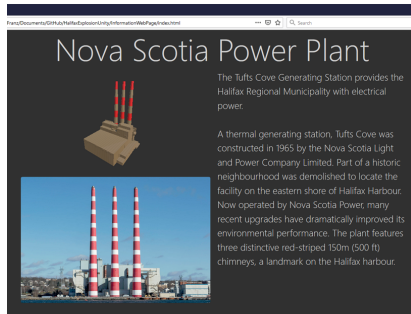 Franz/Documents/GitHub/HalifaxExplosionUnity/InformationWebPage/index.html
Search
Nova Scotia Power Plant
The Tufts Cove Generating Station provides the
Halifax Regional Municipality with electrical
power.
A thermal generating station, Tufts Cove was
constructed in 1965 by the Nova Scotia Light
and Power Company Limited. Part of a historic
neighbourhood was demolished to locate the
facility on the eastern shore of Halifax Harbour.
Now operated by Nova Scotia Power, many
recent upgrades have dramatically improved its
environmental performance. The plant features
three distinctive red-striped 150m (500 ft)
chimneys, a landmark on the Halifax harbour.